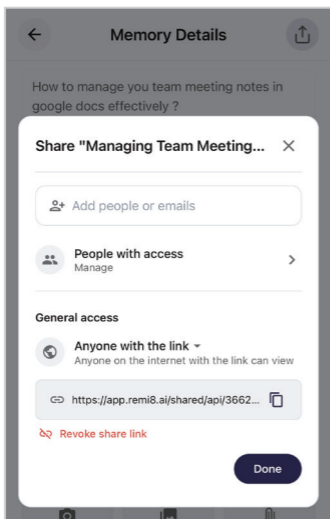 Memory Details
How to manage you team meeting notes in
google docs effectively ?
Share "Managing Team Meeting...
Add people or emails
People with access
Manage
General access
Anyone with the link
Anyone on the internet with the link can view
https://app.remi8.ai/shared/api/3662...
Revoke share link
Done